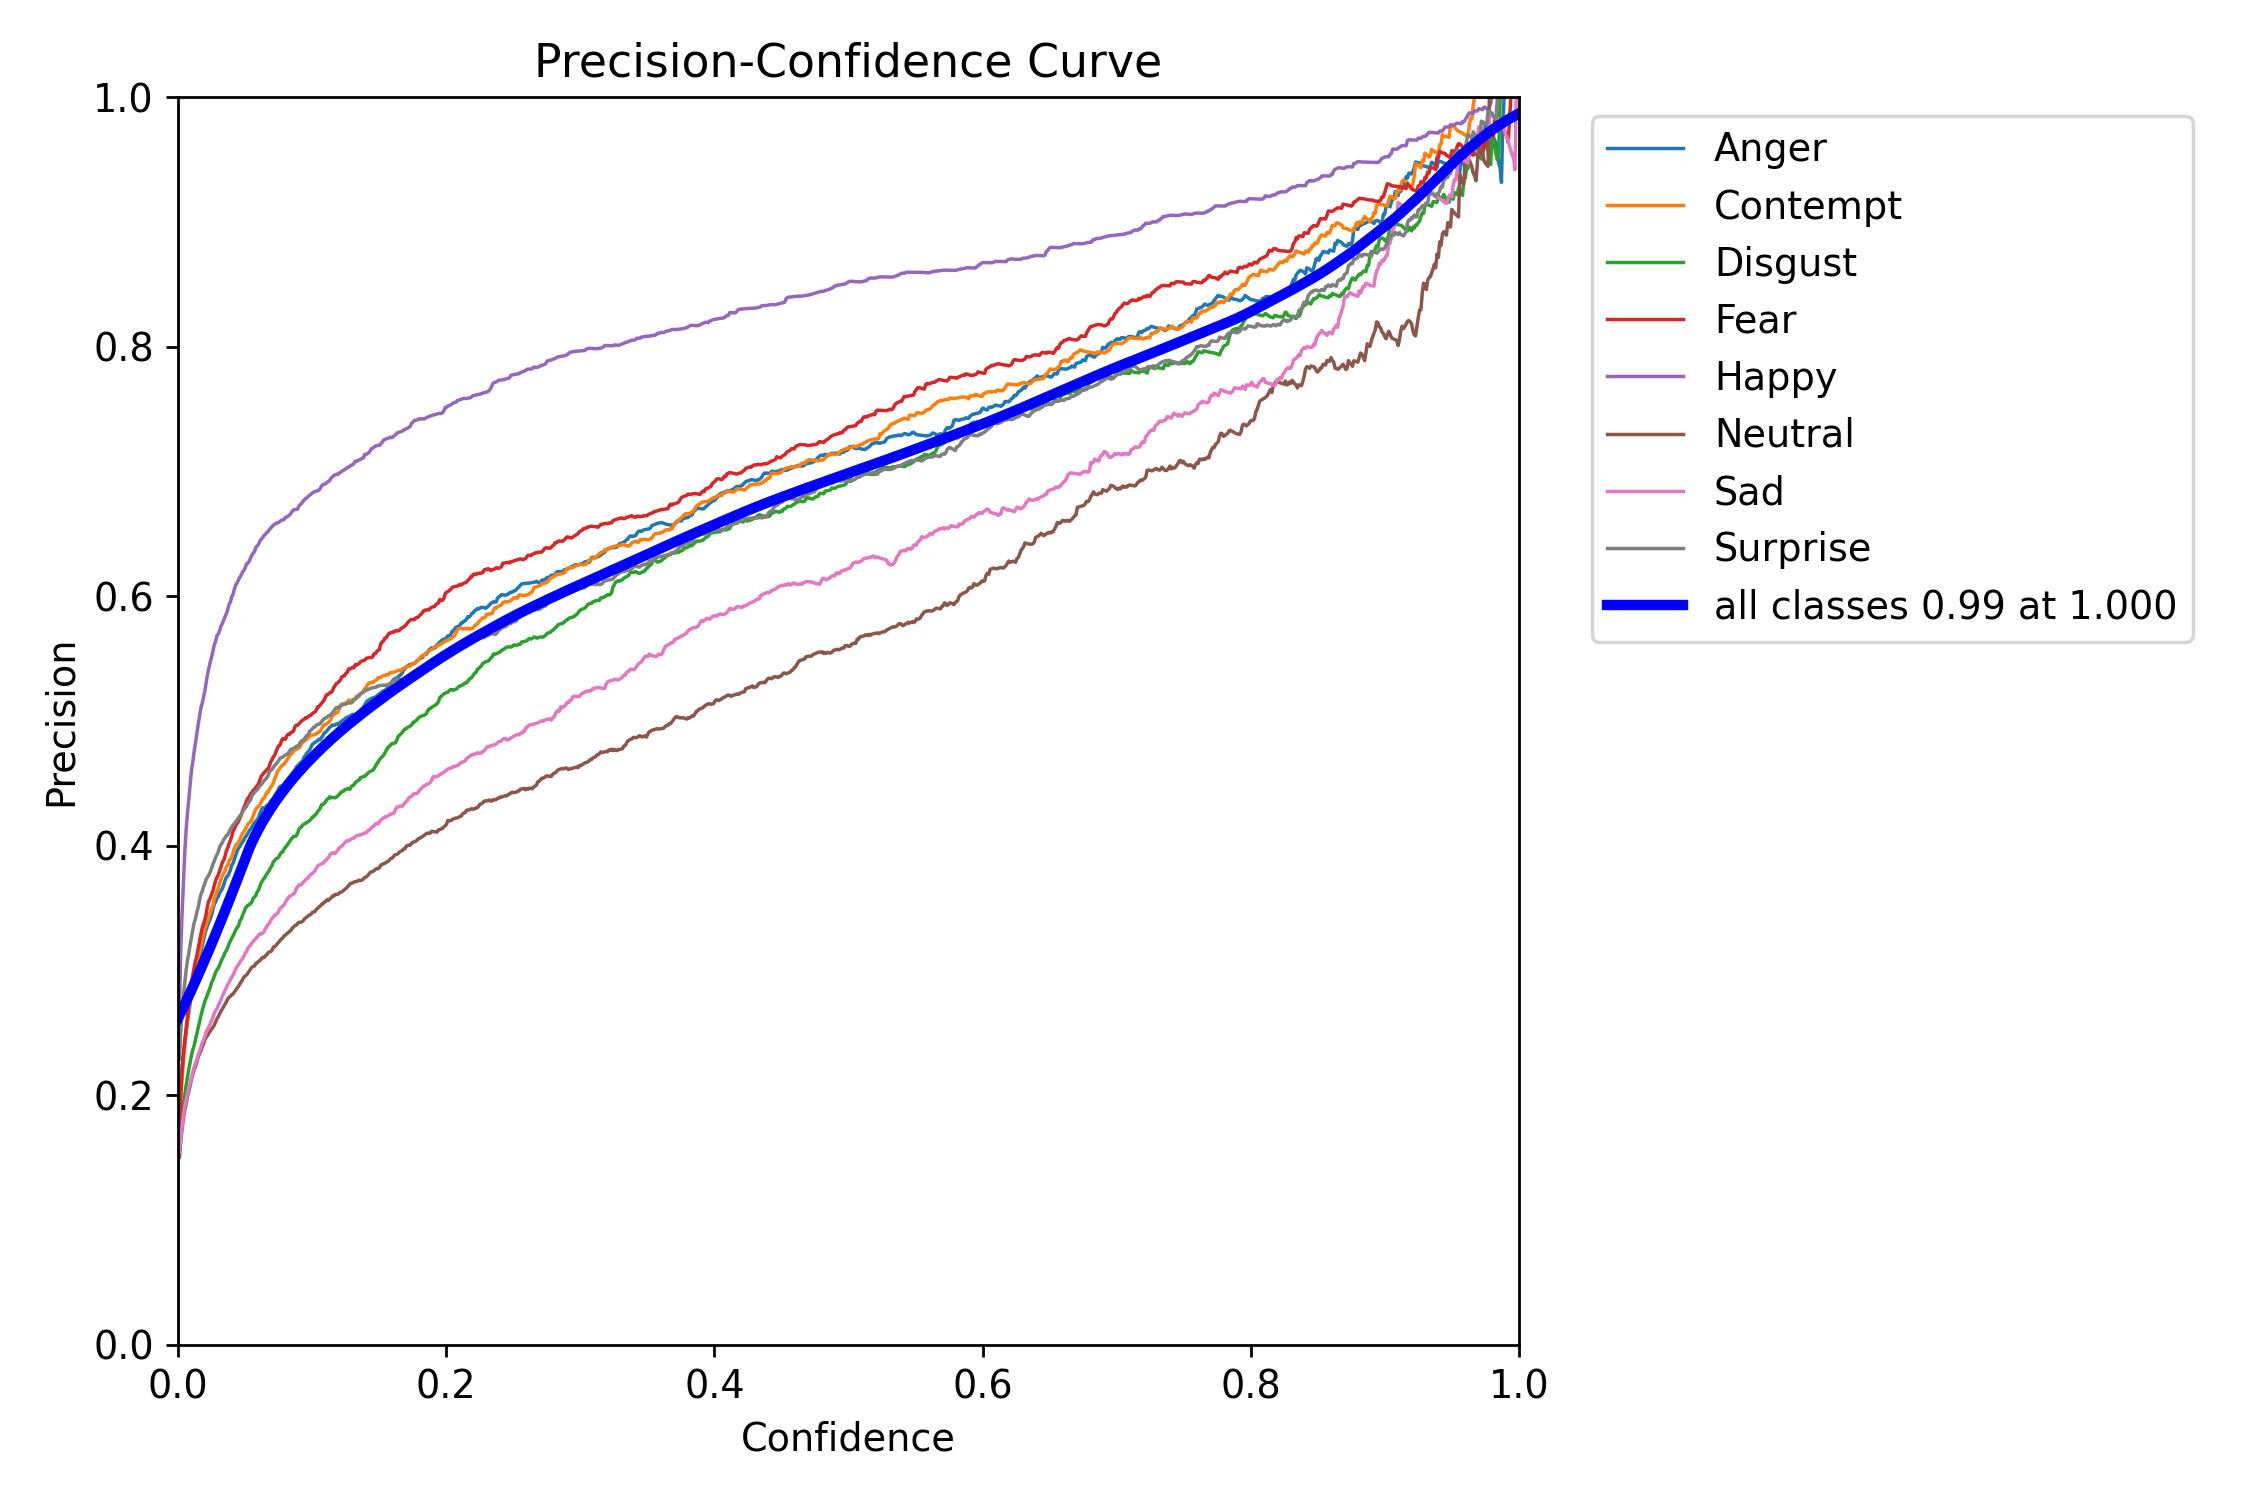 Precision-Confidence Curve
1.0
0.8
0.6
0.4
0.2
0.0
Precision
0.0 0.2 0.4 0.6 0.8 1.0
Confidence
Anger
Contempt
Disgust
Fear
Happy
Neutral
Sad
Surprise
all classes 0.99 at 1.000